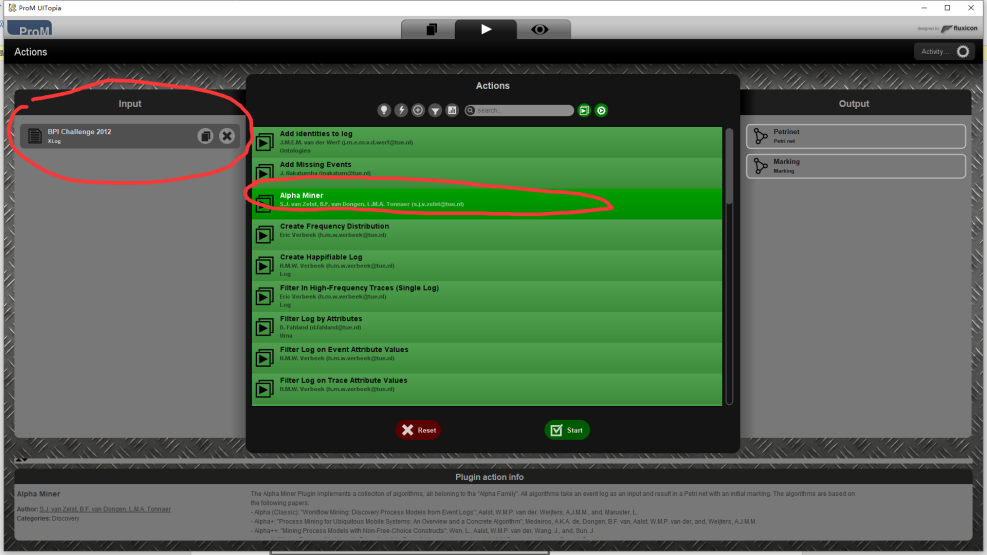 ProM UITopia
ProM
designed by fluxicon
Actions
Activity...
Input
BPI Challenge 2012
XLog
Actions
search...
Add identities to log
J.M.E.M. van der Werf (j.m.e.m.v.d.werf@tue.nl)
Ontologies
Add Missing Events
J. Nakatumba (nakatum@tue.nl)
Alpha Miner
S.J. van Zelst, B.F. van Dongen, L.M.A. Tonnaer (s.j.v.zelst@tue.nl)
Create Frequency Distribution
Eric Verbeek (h.m.w.verbeek@tue.nl)
Create Happifiable Log
H.M.W. Verbeek (h.m.w.verbeek@tue.nl)
Log
Filter In High-Frequency Traces (Single Log)
Eric Verbeek (h.m.w.verbeek@tue.nl)
Log
Filter Log by Attributes
D. Fahland (d.fahland@tue.nl)
Uma
Filter Log on Event Attribute Values
H.M.W. Verbeek (h.m.w.verbeek@tue.nl)
Filter Log on Trace Attribute Values
H.M.W. Verbeek (h.m.w.verbeek@tue.nl)
Reset
Start
Output
Petrinet
Petri net
Marking
Marking
Plugin action info
Alpha Miner
Author: S.J. van Zelst, B.F. van Dongen, L.M.A. Tonnaer
Categories: Discovery
The Alpha Miner Plugin implements a collection of algorithms, all beloning to the "Alpha Family". All algorithms take an event log as an input and result in a Petri net with an initial marking. The algorithms are based on
the following papers:
- Alpha (Classic): "Workflow Mining: Discovery Process Models from Event Logs"; Aalst, W.M.P. van der, Weijters, A.J.M.M., and, Maruster, L.
- Alpha+: "Process Mining for Ubiquitous Mobile Systems: An Overview and a Concrete Algorithm"; Medeiros, A.K.A. de, Dongen, B.F. van, Aalst, W.M.P. van der, and, Weijters, A.J.M.M.
- Alpha++: "Mining Process Models with Non-Free-Choice Constructs"; Wen, L., Aalst, W.M.P. van der, Wang, J., and, Sun, J.